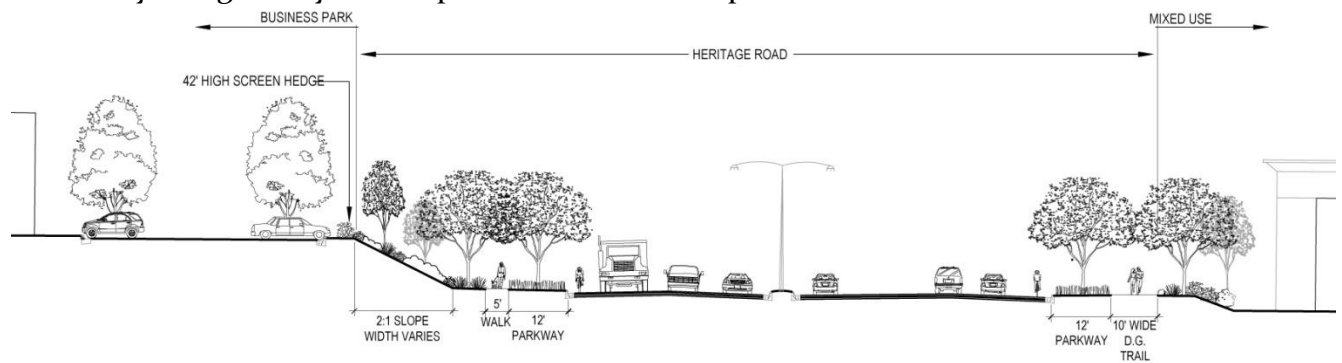 BUSINESS PARK
MIXED USE
HERITAGE ROAD
42' HIGH SCREEN HEDGE
2:1 SLOPE
WIDTH VARIES
5'
WALK
12'
PARKWAY
12'
PARKWAY
10' WIDE
D.G.
TRAIL